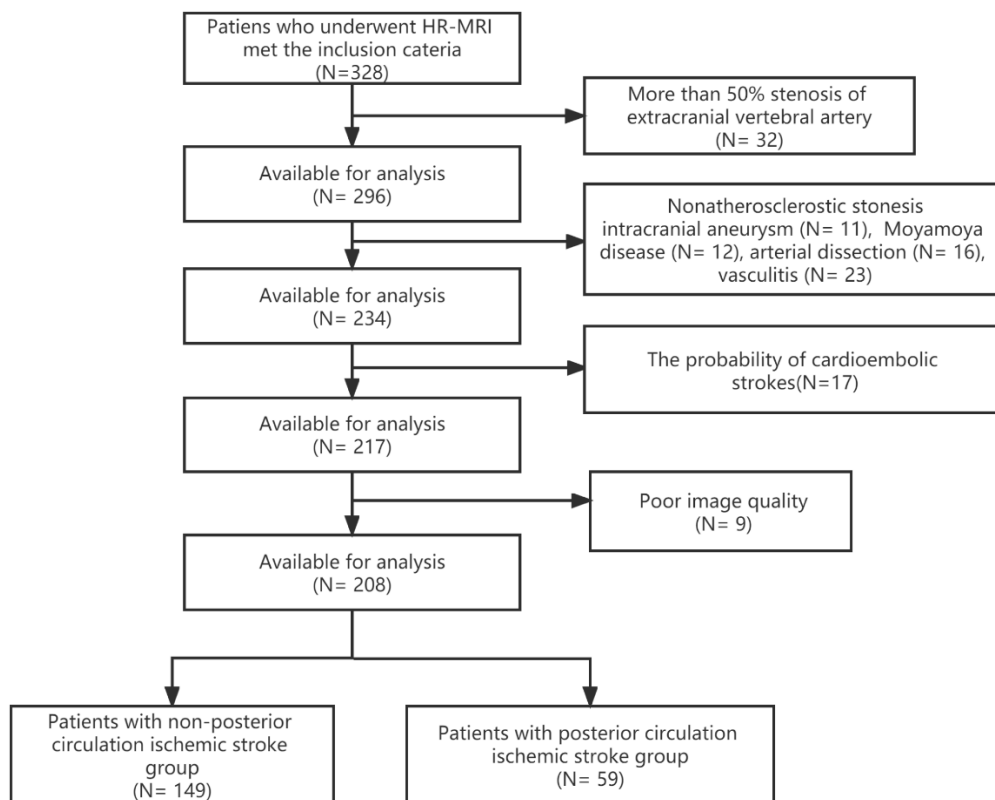 Patiens who underwent HR-MRI
met the inclusion cateria
(N=328)
More than 50% stenosis of
extracranial vertebral artery
(N= 32)
Available for analysis
(N= 296)
Nonatherosclerostic stonesis
intracranial aneurysm (N= 11), Moyamoya
disease (N= 12), arterial dissection (N= 16),
vasculitis (N= 23)
Available for analysis
(N= 234)
The probability of cardioembolic
strokes(N=17)
Available for analysis
(N= 217)
Poor image quality
(N= 9)
Available for analysis
(N= 208)
Patients with non-posterior
circulation ischemic stroke
group
(N= 149)
Patients with posterior circulation
ischemic stroke group
(N= 59)